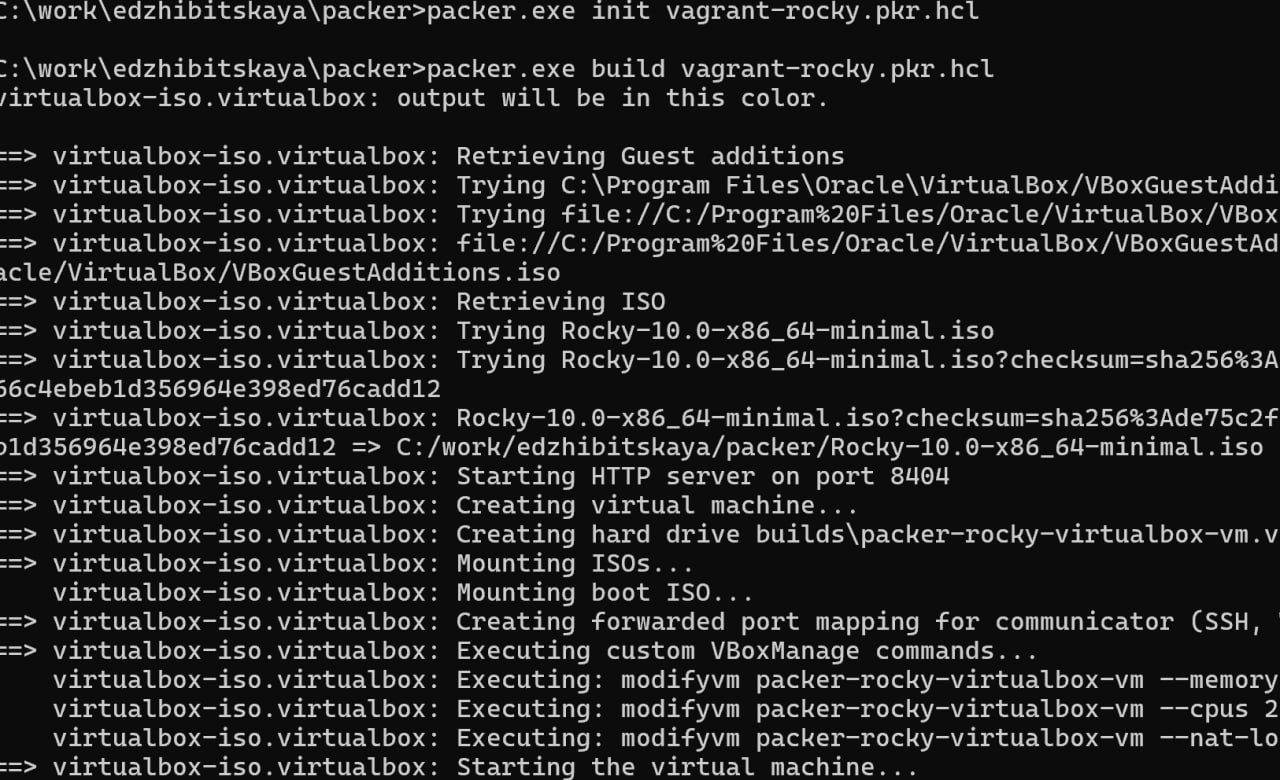 C:\work\edzhibitskaya\packer>packer.exe init vagrant-rocky.pkr.hcl
C:\work\edzhibitskaya\packer>packer.exe build vagrant-rocky.pkr.hcl
virtualbox-iso.virtualbox: output will be in this color.
==> virtualbox-iso.virtualbox: Retrieving Guest additions
==> virtualbox-iso.virtualbox: Trying C:\Program Files\Oracle\VirtualBox/VBoxGuestAddi
==> virtualbox-iso.virtualbox: Trying file://C:/Program%20Files/Oracle/VirtualBox/VBox
==> virtualbox-iso.virtualbox: file://C:/Program%20Files/Oracle/VirtualBox/VBoxGuestAd
acle/VirtualBox/VBoxGuestAdditions.iso
==> virtualbox-iso.virtualbox: Retrieving ISO
==> virtualbox-iso.virtualbox: Trying Rocky-10.0-x86_64-minimal.iso
==> virtualbox-iso.virtualbox: Trying Rocky-10.0-x86_64-minimal.iso?checksum=sha256%3A
66c4ebeb1d356964e398ed76cadd12
==> virtualbox-iso.virtualbox: Rocky-10.0-x86_64-minimal.iso?checksum=sha256%3Ade75c2f
b1d356964e398ed76cadd12 => C:/work/edzhibitskaya/packer/Rocky-10.0-x86_64-minimal.iso
==> virtualbox-iso.virtualbox: Starting HTTP server on port 8404
==> virtualbox-iso.virtualbox: Creating virtual machine...
==> virtualbox-iso.virtualbox: Creating hard drive builds\packer-rocky-virtualbox-vm.v
==> virtualbox-iso.virtualbox: Mounting ISOs...
virtualbox-iso.virtualbox: Mounting boot ISO...
==> virtualbox-iso.virtualbox: Creating forwarded port mapping for communicator (SSH,
==> virtualbox-iso.virtualbox: Executing custom VBoxManage commands...
virtualbox-iso.virtualbox: Executing: modifyvm packer-rocky-virtualbox-vm --memory
virtualbox-iso.virtualbox: Executing: modifyvm packer-rocky-virtualbox-vm --cpus 2
virtualbox-iso.virtualbox: Executing: modifyvm packer-rocky-virtualbox-vm --nat-lo
==> virtualbox-iso.virtualbox: Starting the virtual machine...